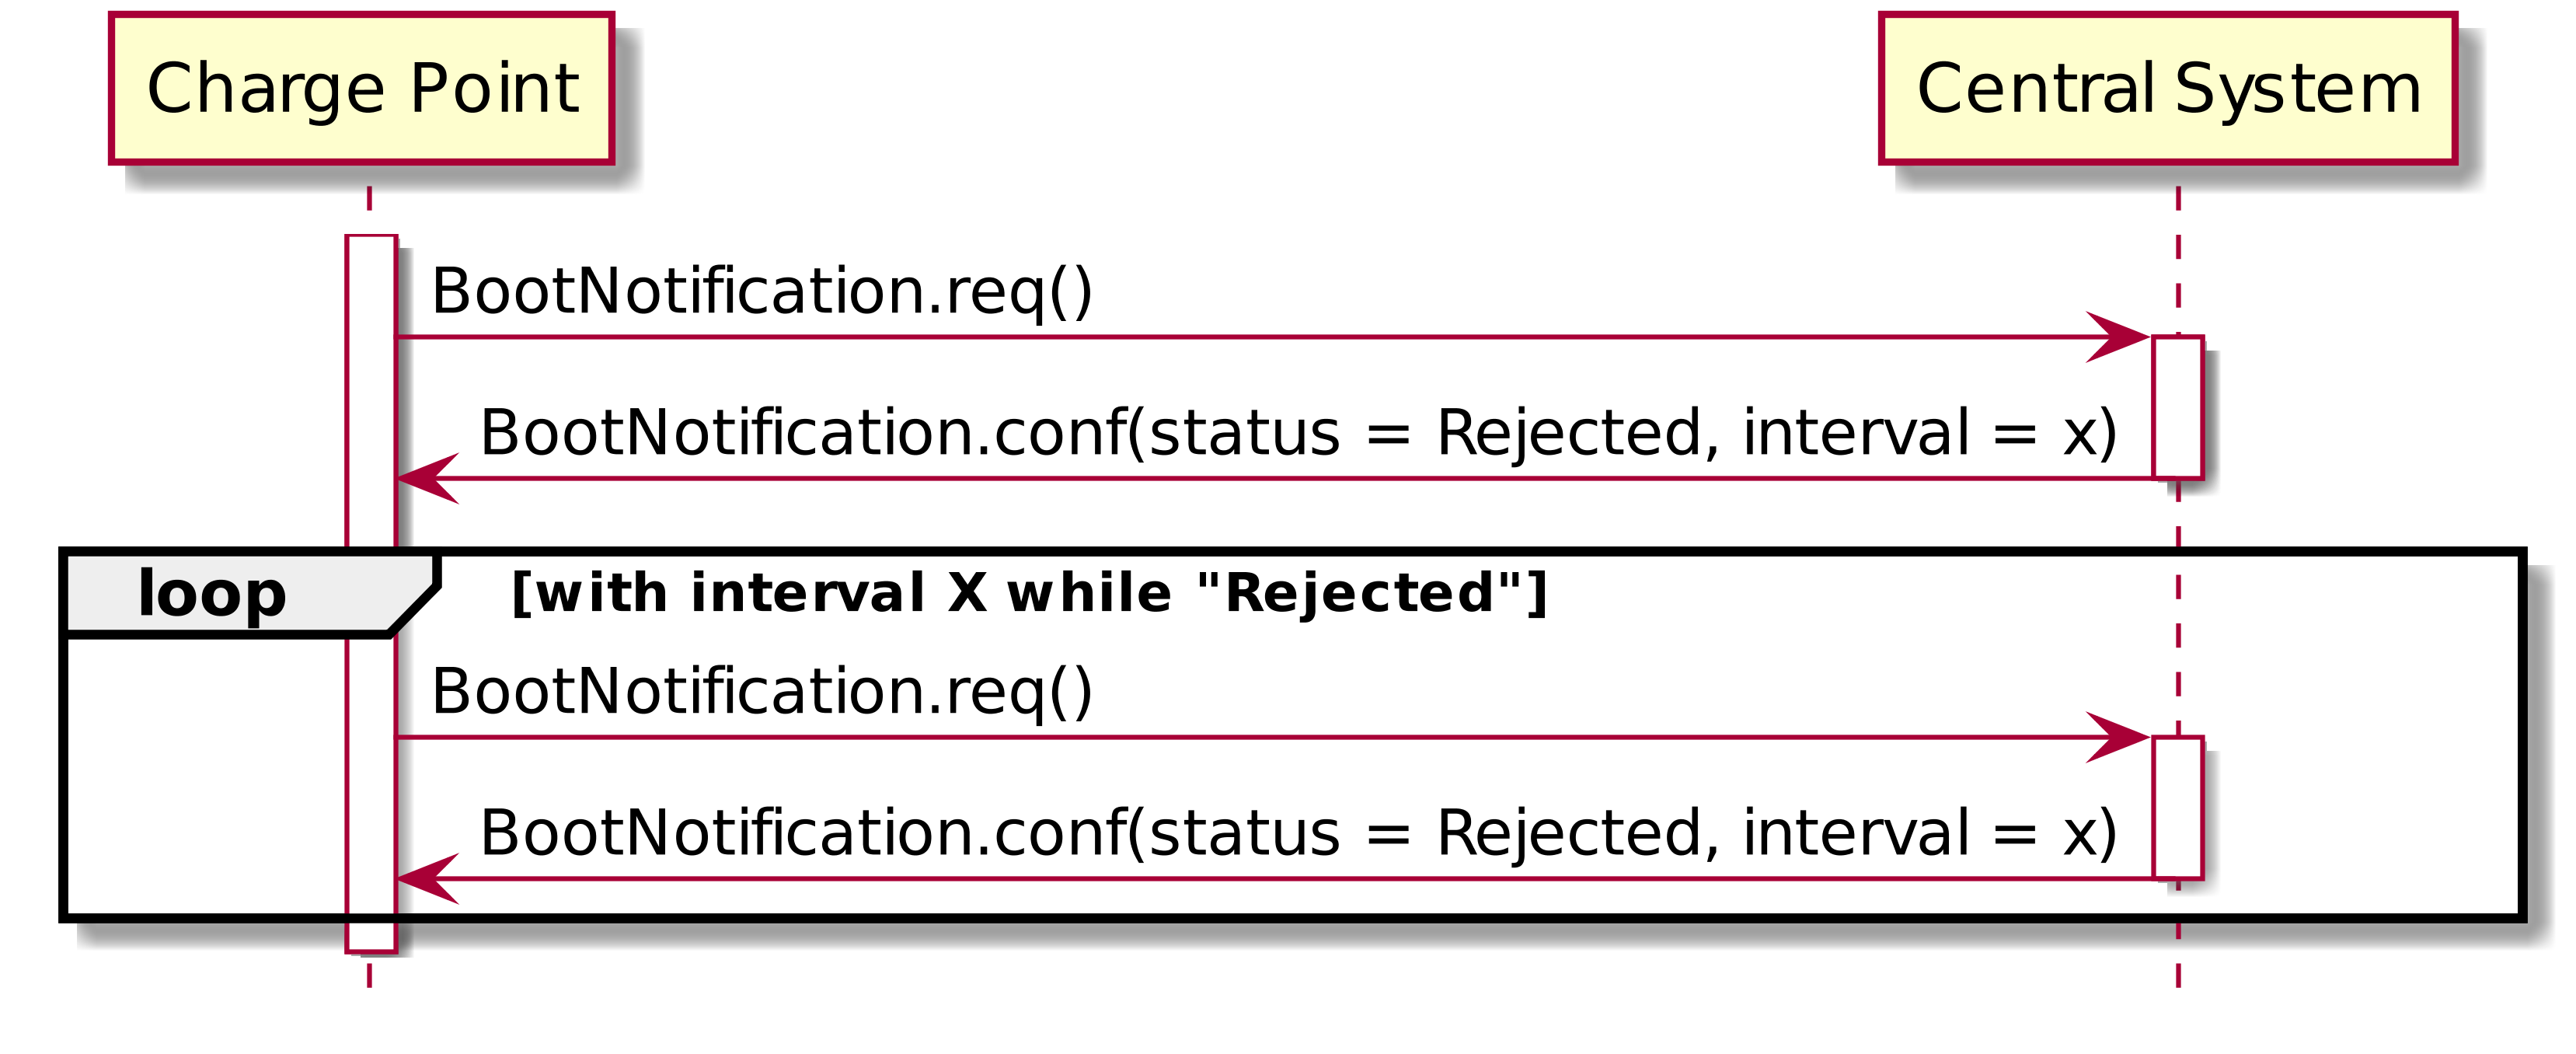 Charge Point
Central System
BootNotification.req()
BootNotification.conf(status = Rejected, interval = x)
loop [with interval X while "Rejected"]
BootNotification.req()
BootNotification.conf(status = Rejected, interval = x)